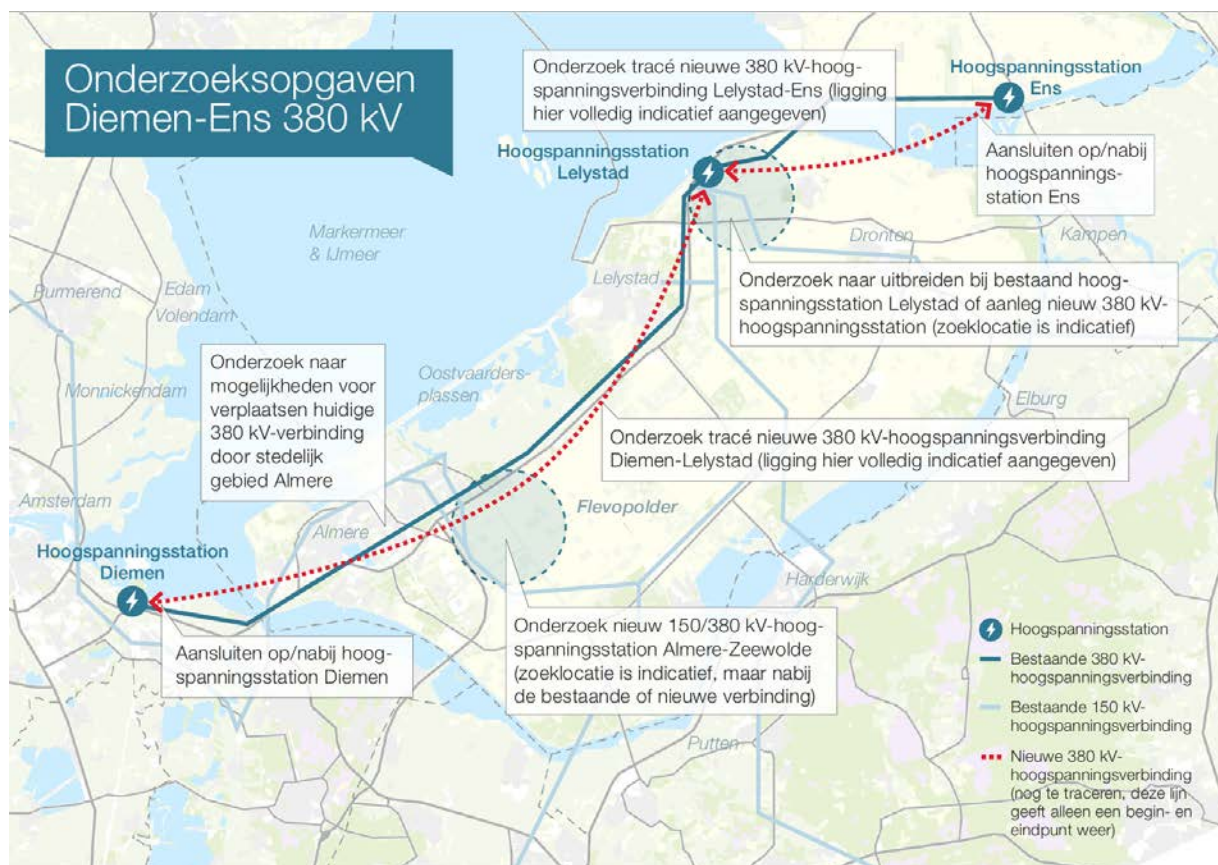 Onderzoeksopgaven
Diemen-Ens 380 kV
Onderzoek tracé nieuwe 380 kV-hoog-
spanningsverbinding Lelystad-Ens (ligging
hier volledig indicatief aangegeven)
Hoogspanningsstation
Ens
Hoogspanningsstation
Lelystad
Aansluiten op/nabij
hoogspannings-
station Ens
Markermeer
& IJmeer
Dronten
Kampen
Lelystad
Purmerend
Edam
Volendam
Onderzoek naar uitbreiden bij bestaand hoog-
spanningsstation Lelystad of aanleg nieuw 380 kV-
hoogspanningsstation (zoeklocatie is indicatief)
Onderzoek naar
mogelijkheden voor
verplaatsen huidige
380 kV-verbinding
door stedelijk
gebied Almere
Monnickendam
Oostvaarders-
plassen
Elburg
Onderzoek tracé nieuwe 380 kV-hoogspanningsverbinding
Diemen-Lelystad (ligging hier volledig indicatief aangegeven)
Amsterdam
Almere
Flevopolder
Hoogspanningsstation
Diemen
Harderwijk
Aansluiten op/nabij hoog-
spanningsstation Diemen
Onderzoek nieuw 150/380 kV-hoog-
spanningsstation Almere-Zeewolde
(zoeklocatie is indicatief, maar nabij
de bestaande of nieuwe verbinding)
Putten
Hoogspanningsstation
Bestaande 380 kV-
hoogspanningsverbinding
Bestaande 150 kV-
hoogspanningsverbinding
Nieuwe 380 kV-
hoogspanningsverbinding
(nog te traceren, deze lijn
geeft alleen een begin- en
eindpunt weer)